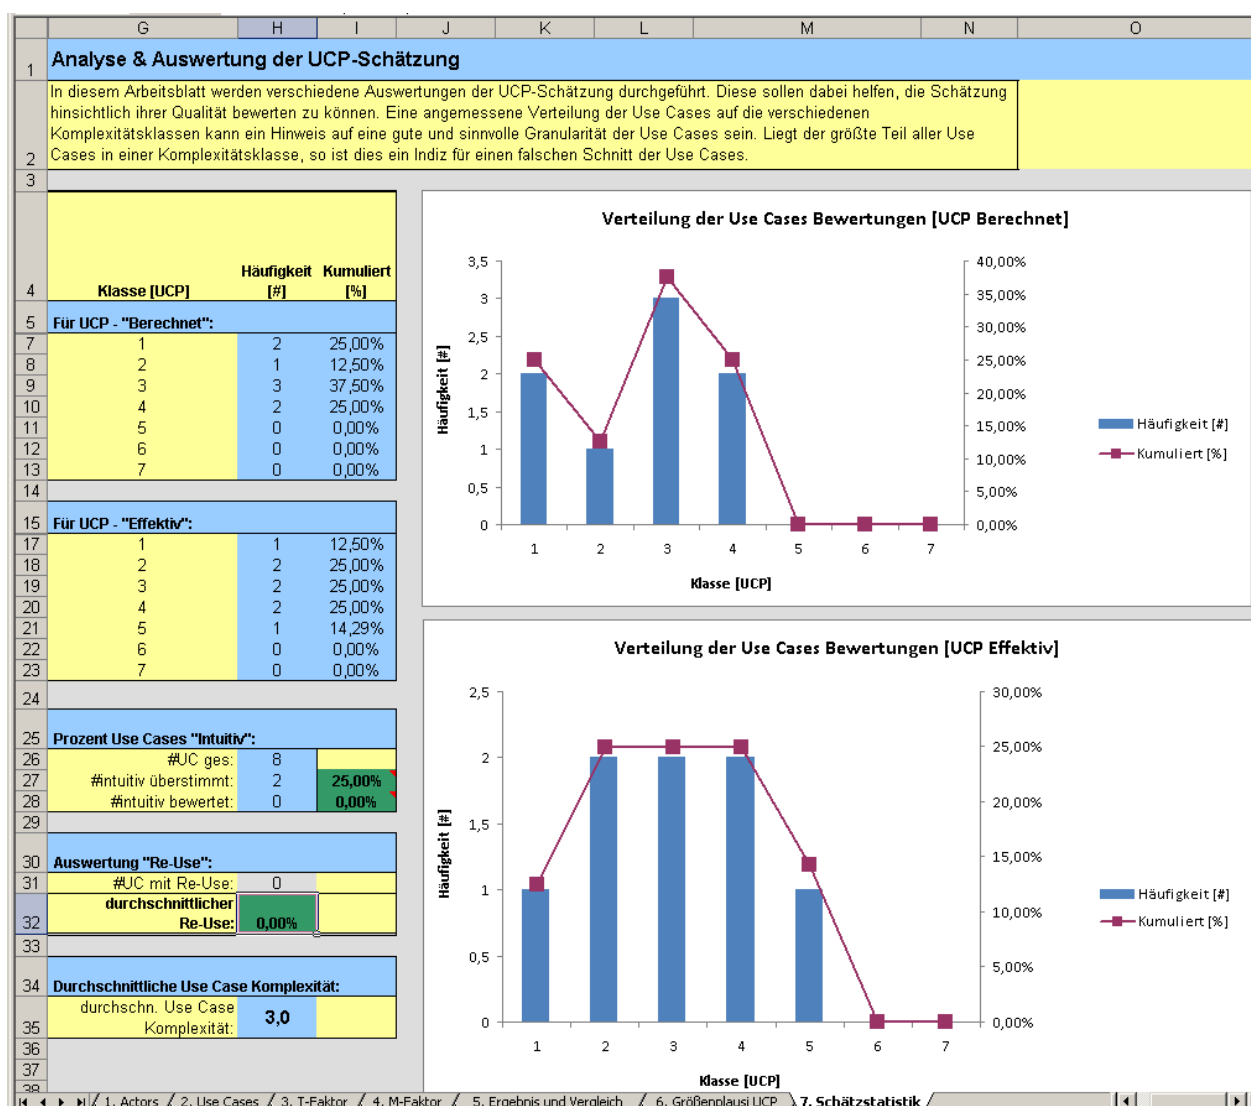 G H I J K L M N O
1 Analyse & Auswertung der UCP-Schätzung
In diesem Arbeitsblatt werden verschiedene Auswertungen der UCP-Schätzung durchgeführt. Diese sollen dabei helfen, die Schätzung
hinsichtlich ihrer Qualität bewerten zu können. Eine angemessene Verteilung der Use Cases auf die verschiedenen
Komplexitätsklassen kann ein Hinweis auf eine gute und sinnvolle Granularität der Use Cases sein. Liegt der größte Teil aller Use
2 Cases in einer Komplexitätsklasse, so ist dies ein Indiz für einen falschen Schnitt der Use Cases.
3
Häufigkeit Kumuliert
4 Klasse [UCP] [#] [%]
5 Für UCP - "Berechnet":
7 1 2 25,00%
8 2 1 12,50%
9 3 3 37,50%
10 4 2 25,00%
11 5 0 0,00%
12 6 0 0,00%
13 7 0 0,00%
14
15 Für UCP - "Effektiv":
17 1 1 12,50%
18 2 2 25,00%
19 3 2 25,00%
20 4 2 25,00%
21 5 1 14,29%
22 6 0 0,00%
23 7 0 0,00%
24
25 Prozent Use Cases "Intuitiv":
26 #UC ges: 8
27 #intuitiv überstimmt: 2 25,00%
28 #intuitiv bewertet: 0 0,00%
29
30 Auswertung "Re-Use":
31 #UC mit Re-Use: 0
durchschnittlicher
32 Re-Use: 0,00%
33
34 Durchschnittliche Use Case Komplexität:
durchschn. Use Case
35 Komplexität: 3,0
36
37
38
Verteilung der Use Cases Bewertungen [UCP Berechnet]
3,5
3
2,5
2
1,5
1
0,5
0
Häufigkeit [#]
40,00%
35,00%
30,00%
25,00%
20,00%
15,00%
10,00%
5,00%
0,00%
1 2 3 4 5 6 7
Klasse [UCP]
Häufigkeit [#]
Kumuliert [%]
Verteilung der Use Cases Bewertungen [UCP Effektiv]
2,5
2
1,5
1
0,5
0
Häufigkeit [#]
30,00%
25,00%
20,00%
15,00%
10,00%
5,00%
0,00%
1 2 3 4 5 6 7
Klasse [UCP]
Häufigkeit [#]
Kumuliert [%]
1. Actors / 2. Use Cases / 3. T-Faktor / 4. M-Faktor / 5. Ergebnis und Vergleich / 6. Größenplausi UCP \ 7. Schätzstatistik /